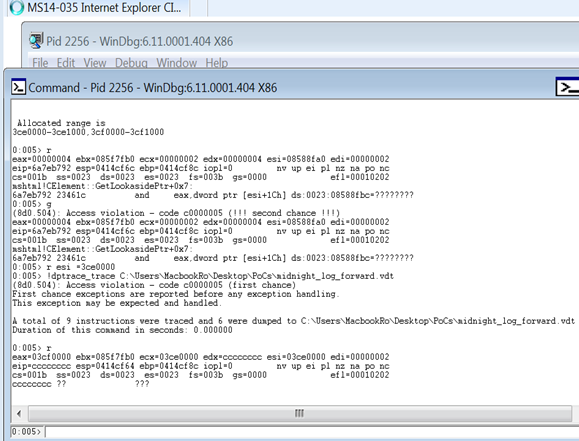 MS14-035 Internet Explorer CI...
Pid 2256 - WinDbg:6.11.0001.404 X86
File Edit View Debug Window Help
Command - Pid 2256 - WinDbg:6.11.0001.404 X86
Allocated range is
3ce0000-3ce1000,3cf0000-3cf1000
0:005> r
eax=00000004 ebx=085f7fb0 ecx=00000002 edx=00000004 esi=08588fa0 edi=00000002
eip=6a7eb792 esp=0414cf6c ebp=0414cf8c iopl=0 nv up ei pl nz na po nc
cs=001b ss=0023 ds=0023 es=0023 fs=003b gs=0000 efl=00010202
mshtml!CElement::GetLookasidePtr+0x7:
6a7eb792 23461c and eax,dword ptr [esi+1Ch] ds:0023:08588fbc=????????
0:005> g
(8d0.504): Access violation - code c0000005 (!!! second chance !!!)
eax=00000004 ebx=085f7fb0 ecx=00000002 edx=00000004 esi=08588fa0 edi=00000002
eip=6a7eb792 esp=0414cf6c ebp=0414cf8c iopl=0 nv up ei pl nz na po nc
cs=001b ss=0023 ds=0023 es=0023 fs=003b gs=0000 efl=00010202
mshtml!CElement::GetLookasidePtr+0x7:
6a7eb792 23461c and eax,dword ptr [esi+1Ch] ds:0023:08588fbc=????????
0:005> r esi =3ce0000
0:005> !dptrace_trace C:\Users\MacbookRo\Desktop\PoCs\midnight_log_forward.vdt
(8d0.504): Access violation - code c0000005 (first chance)
First chance exceptions are reported before any exception handling.
This exception may be expected and handled.
A total of 9 instructions were traced and 6 were dumped to C:\Users\MacbookRo\Desktop\PoCs\midnight_log_forward.vdt
Duration of this command in seconds: 0.000000
0:005> r
eax=03cf0000 ebx=085f7fb0 ecx=03ce0000 edx=cccccccc esi=03ce0000 edi=00000002
eip=cccccccc esp=0414cf64 ebp=0414cf8c iopl=0 nv up ei pl nz na po nc
cs=001b ss=0023 ds=0023 es=0023 fs=003b gs=0000 efl=00010202
cccccccc ?? ???
0:005>